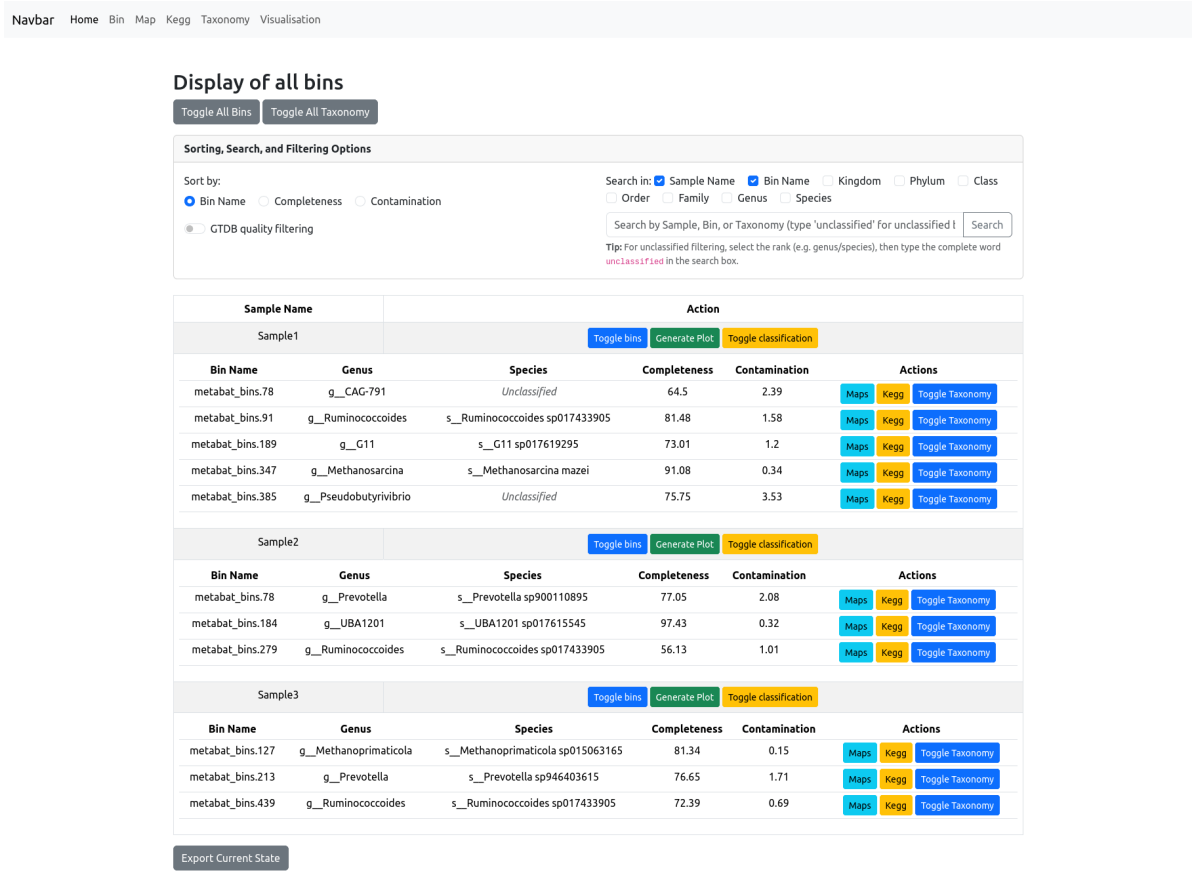 Navbar Home Bin Map Kegg Taxonomy Visualisation
Display of all bins
Toggle All Bins Toggle All Taxonomy
Sorting, Search, and Filtering Options
Sort by:
Bin Name Completeness Contamination
GTDB quality filtering
Search in: Sample Name Bin Name Kingdom Phylum Class
Order Family Genus Species
Search by Sample, Bin, or Taxonomy (type 'unclassified' for unclassified Search
Tip: For unclassified filtering, select the rank (e.g. genus/species), then type the complete word
unclassified in the search box.
Sample Name Action
Sample1 Toggle bins Generate Plot Toggle classification
Bin Name Genus Species Completeness Contamination Actions
metabat_bins.78 g__CAG-791 Unclassified 64.5 2.39 Maps Kegg Toggle Taxonomy
metabat_bins.91 g__Ruminococcoides s__Ruminococcoides sp017433905 81.48 1.58 Maps Kegg Toggle Taxonomy
metabat_bins.189 g__G11 s__G11 sp017619295 73.01 1.2 Maps Kegg Toggle Taxonomy
metabat_bins.347 g__Methanosarcina s__Methanosarcina mazei 91.08 0.34 Maps Kegg Toggle Taxonomy
metabat_bins.385 g__Pseudobutyrivibrio Unclassified 75.75 3.53 Maps Kegg Toggle Taxonomy
Sample2 Toggle bins Generate Plot Toggle classification
Bin Name Genus Species Completeness Contamination Actions
metabat_bins.78 g__Prevotella s__Prevotella sp900110895 77.05 2.08 Maps Kegg Toggle Taxonomy
metabat_bins.184 g__UBA1201 s__UBA1201 sp017615545 97.43 0.32 Maps Kegg Toggle Taxonomy
metabat_bins.279 g__Ruminococcoides s__Ruminococcoides sp017433905 56.13 1.01 Maps Kegg Toggle Taxonomy
Sample3 Toggle bins Generate Plot Toggle classification
Bin Name Genus Species Completeness Contamination Actions
metabat_bins.127 g__Methanoprimaticola s__Methanoprimaticola sp015063165 81.34 0.15 Maps Kegg Toggle Taxonomy
metabat_bins.213 g__Prevotella s__Prevotella sp946403615 76.65 1.71 Maps Kegg Toggle Taxonomy
metabat_bins.439 g__Ruminococcoides s__Ruminococcoides sp017433905 72.39 0.69 Maps Kegg Toggle Taxonomy
Export Current State